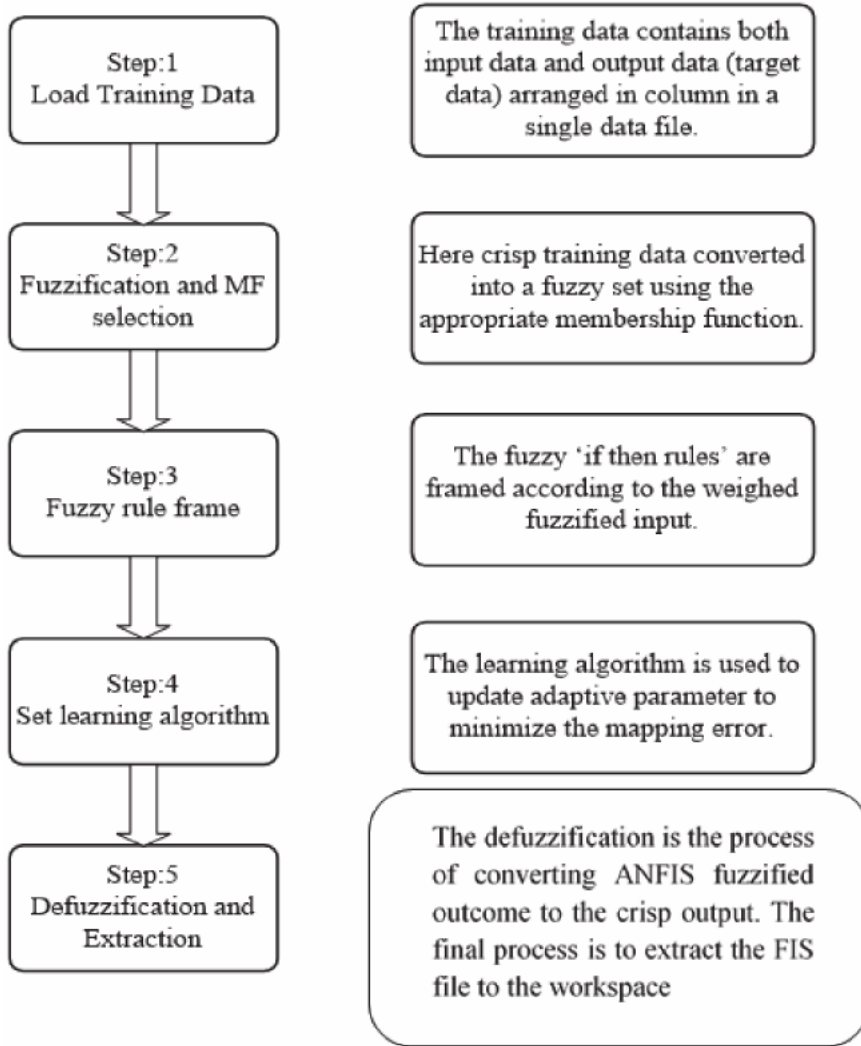 Step:1
Load Training Data
The training data contains both
input data and output data (target
data) arranged in column in a
single data file.
Step:2
Fuzzification and MF
selection
Here crisp training data converted
into a fuzzy set using the
appropriate membership function.
Step:3
Fuzzy rule frame
The fuzzy ‘if then rules’ are
framed according to the weighed
fuzzified input.
Step:4
Set learning algorithm
The learning algorithm is used to
update adaptive parameter to
minimize the mapping error.
Step:5
Defuzzification and
Extraction
The defuzzification is the process
of converting ANFIS fuzzified
outcome to the crisp output. The
final process is to extract the FIS
file to the workspace